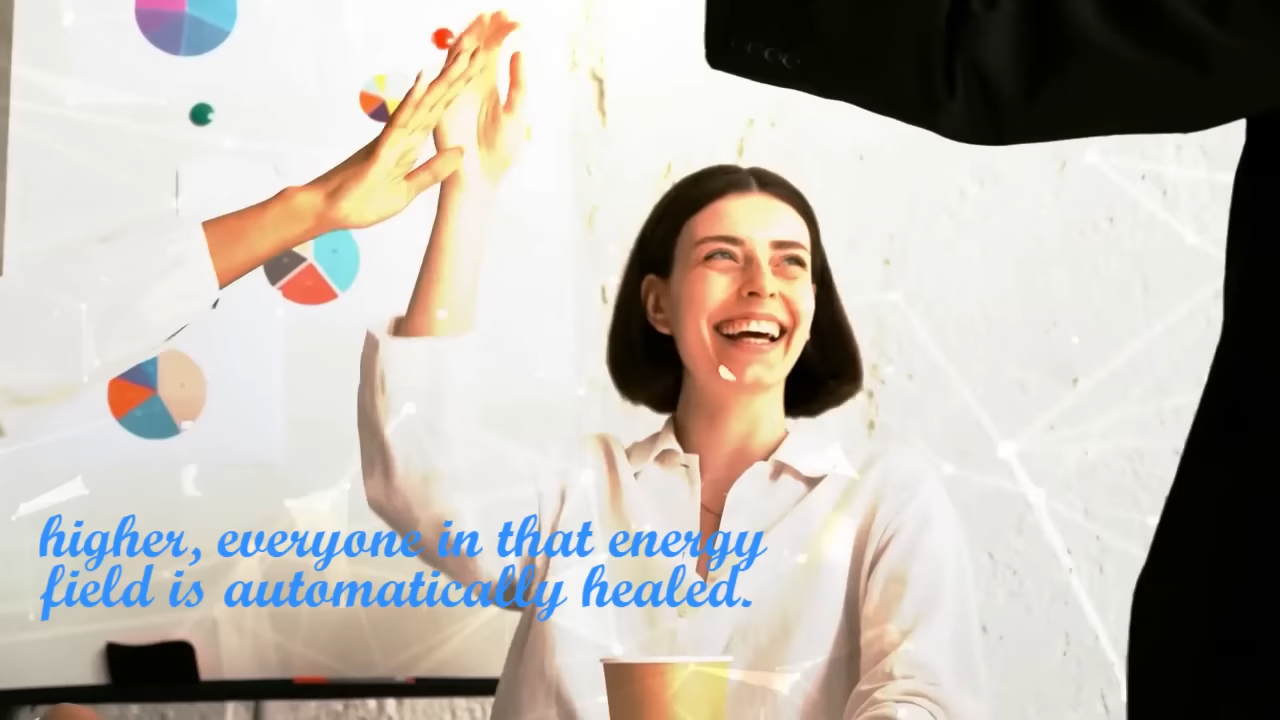 higher, everyone in that energy
field is automatically healed.